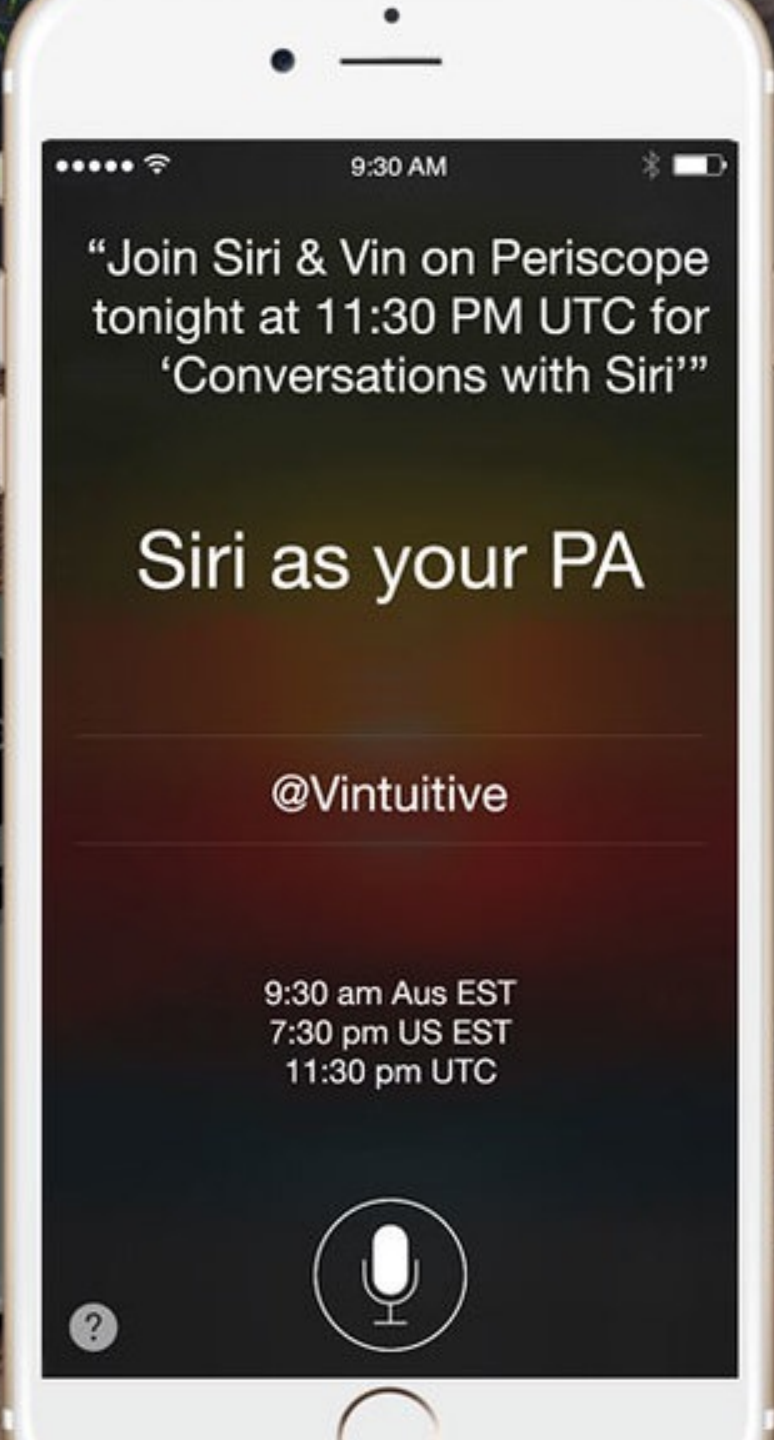 9:30 AM
“Join Siri & Vin on Periscope
tonight at 11:30 PM UTC for
‘Conversations with Siri’”
Siri as your PA
@Vintuitive
9:30 am Aus EST
7:30 pm US EST
11:30 pm UTC
?